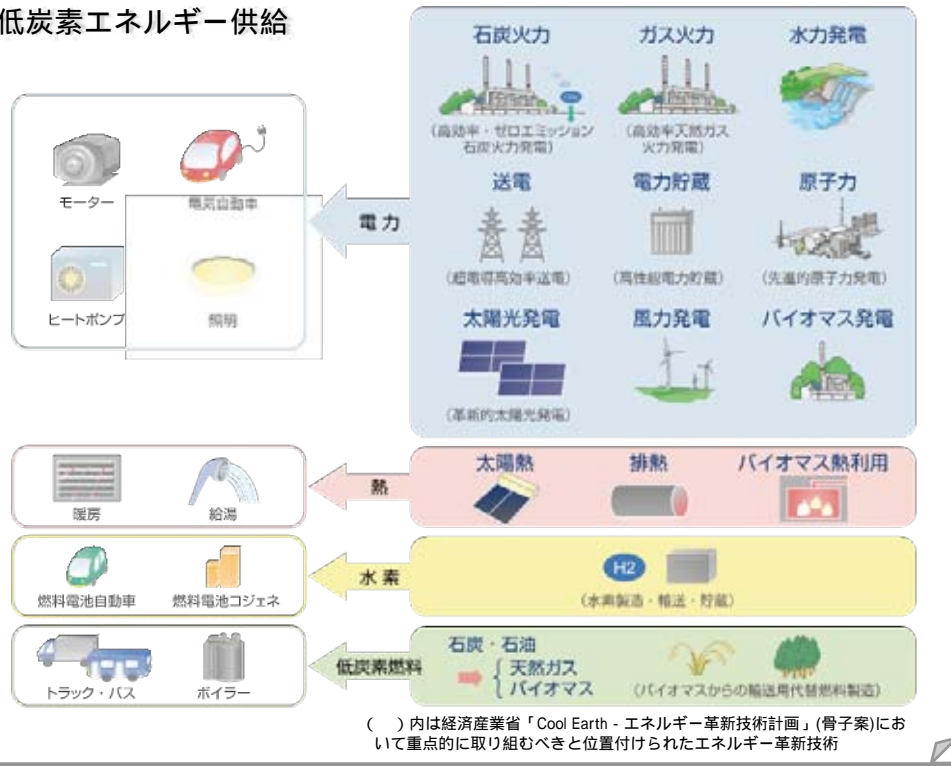 低炭素エネルギー供給
石炭火力
ガス火力
水力発電
(高効率・ゼロエミッション
石炭火力発電)
(高効率天然ガス
火力発電)
送電
電力貯蔵
原子力
(超電導高効率送電)
(高性能電力貯蔵)
(先進的原子力発電)
太陽光発電
風力発電
バイオマス発電
(革新的太陽光発電)
電力
モーター
電気自動車
ヒートポンプ
照明
太陽熱
排熱
バイオマス熱利用
熱
暖房
給湯
H2
(水素製造・輸送・貯蔵)
水素
燃料電池自動車
燃料電池コジェネ
石炭・石油
天然ガス
バイオマス
(バイオマスからの輸送用代替燃料製造)
低炭素燃料
トラック・バス
ボイラー
(　)内は経済産業省「Cool Earth - エネルギー革新技術計画」(骨子案)にお
いて重点的に取り組むべきと位置付けられたエネルギー革新技術